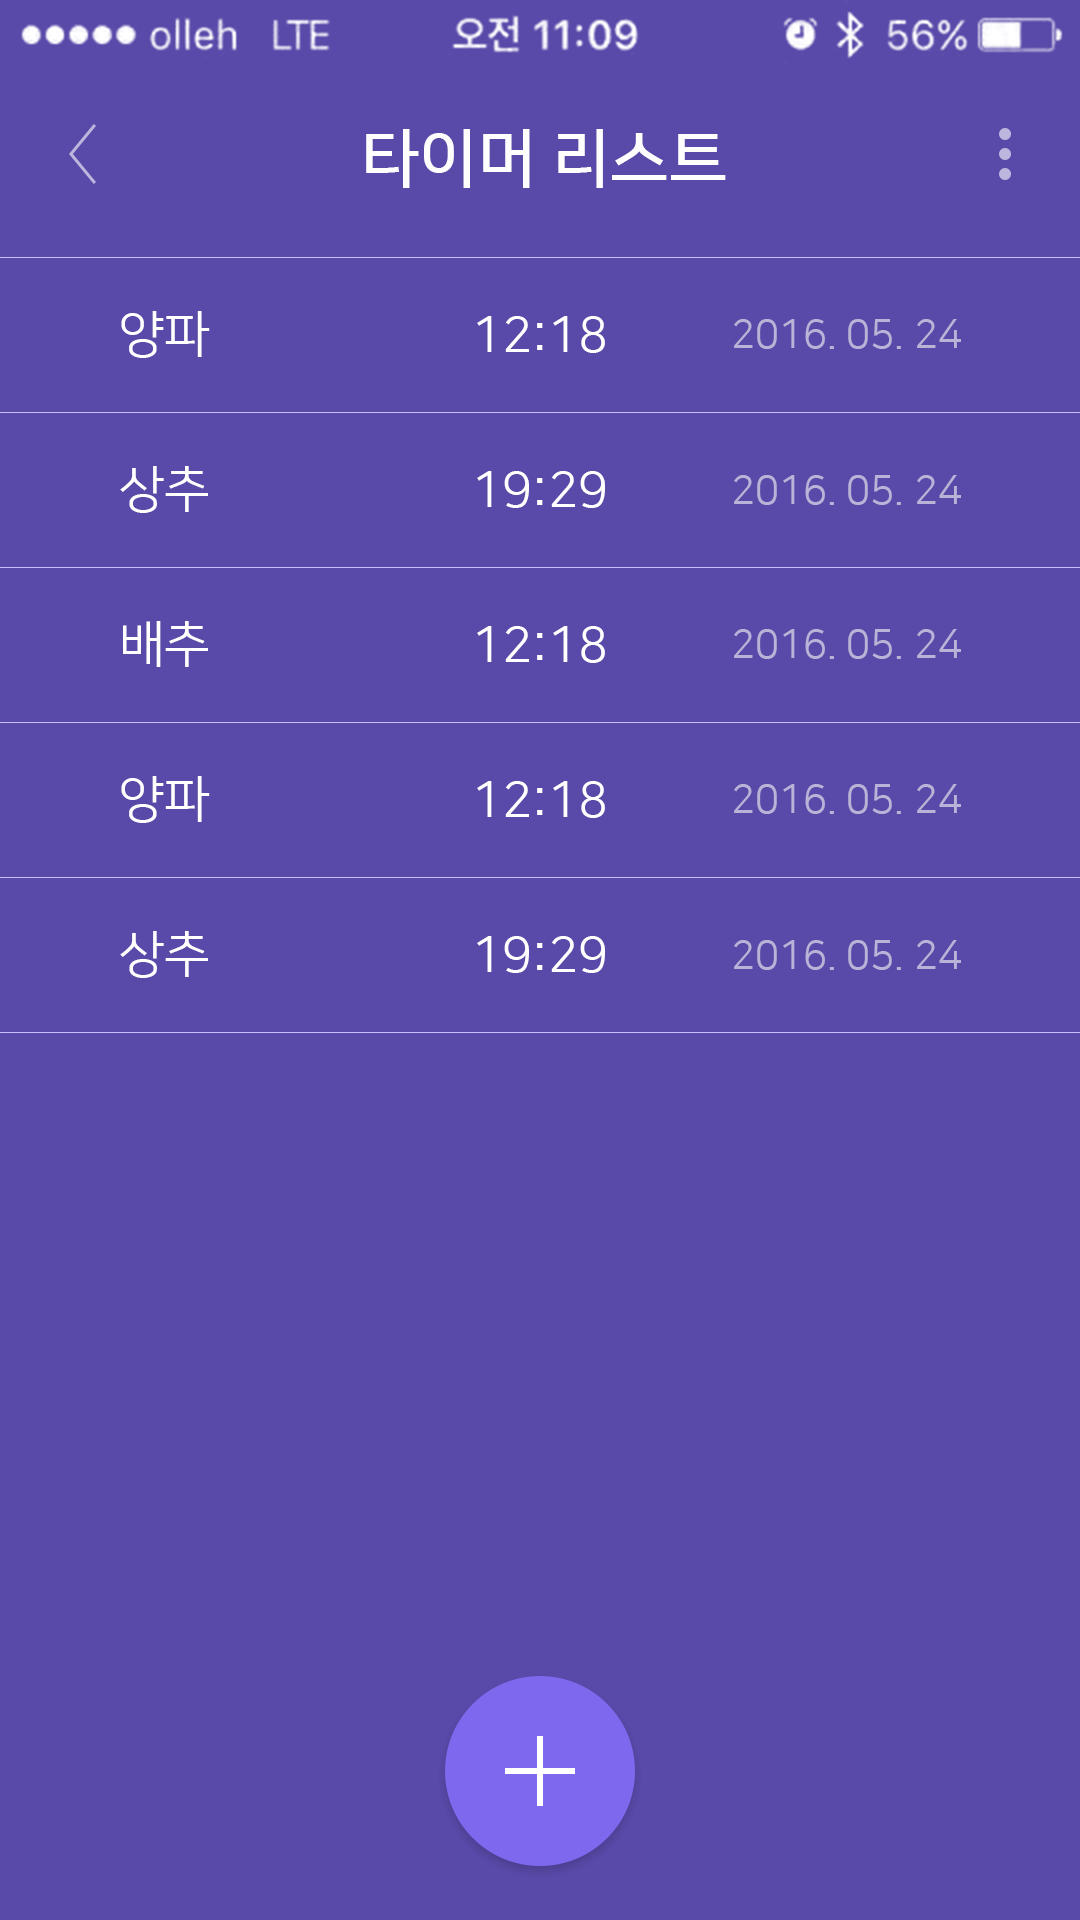 olleh LTE 오전 11:09 56%
타이머 리스트
양파 12:18 2016. 05. 24
상추 19:29 2016. 05. 24
배추 12:18 2016. 05. 24
양파 12:18 2016. 05. 24
상추 19:29 2016. 05. 24